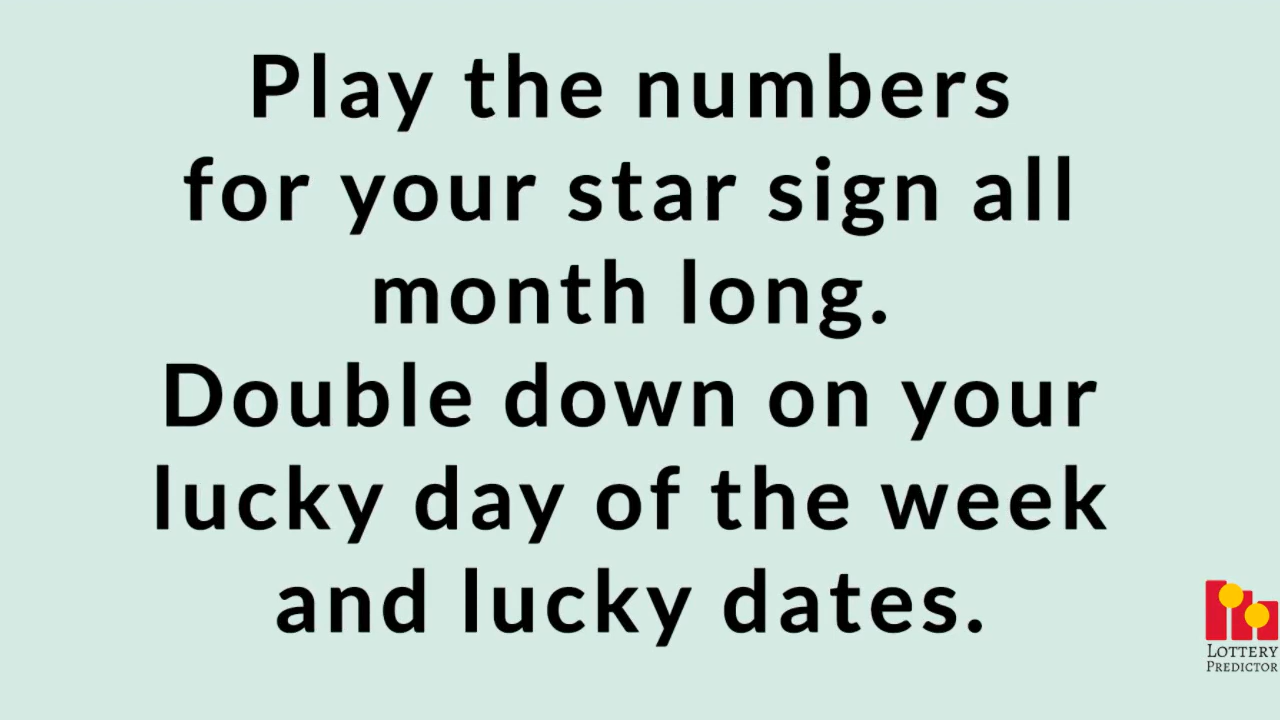 Play the numbers
for your star sign all
month long.
Double down on your
lucky day of the week
and lucky dates.
LOTTERY
PREDICTOR